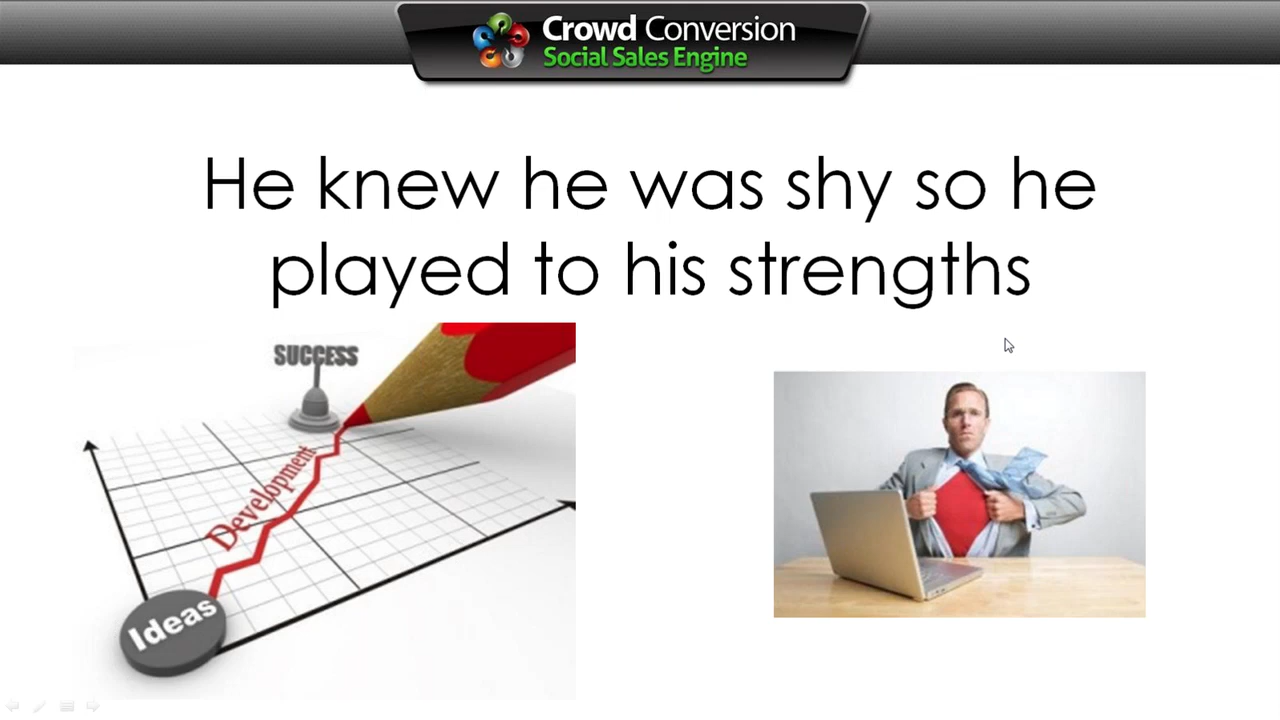 Crowd Conversion
Social Sales Engine
He knew he was shy so he
played to his strengths
SUCCESS
Development
Ideas